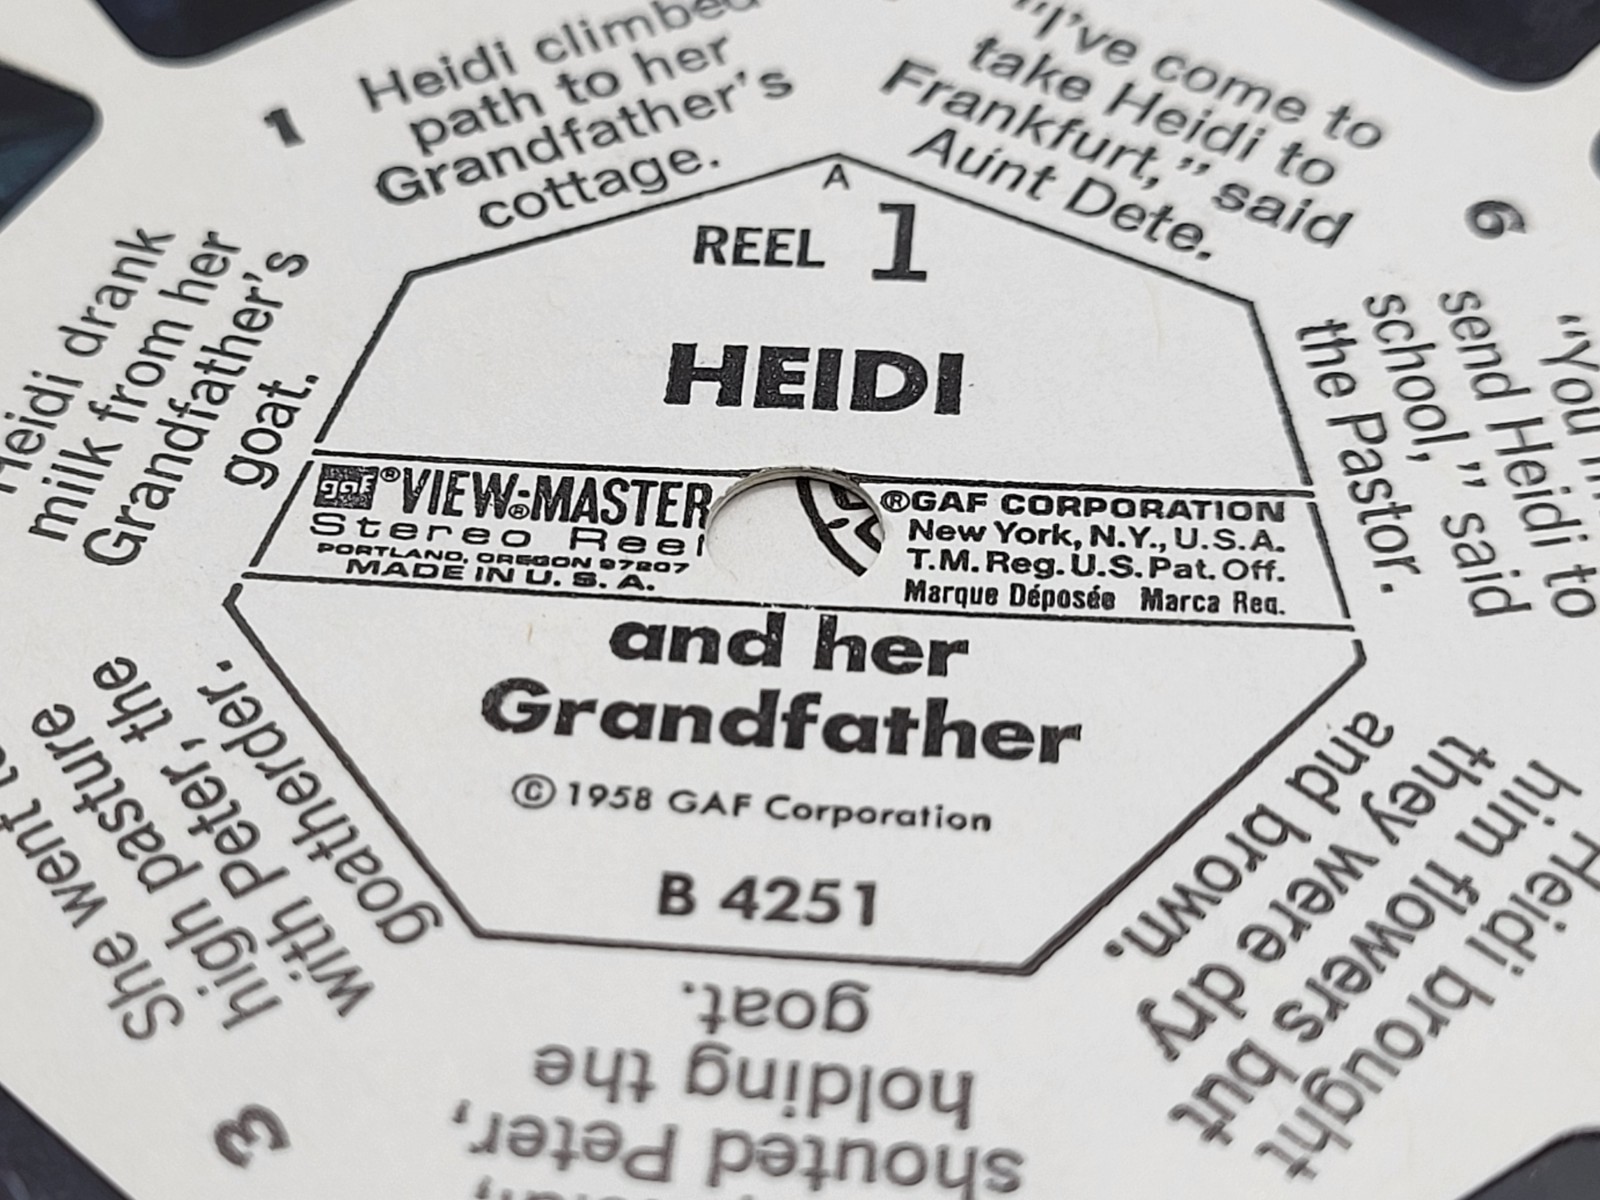 A
REEL 1
HEIDI
gaf ® VIEW-MASTER®
Stereo Reel
PORTLAND, OREGON 97207
MADE IN U.S.A.
®GAF CORPORATION
New York, N.Y., U.S.A.
T.M. Reg. U.S. Pat. Off.
Marque Déposée Marca Reg.
and her
Grandfather
© 1958 GAF Corporation
B 4251
1
Heidi climbed
path to her
Grandfather's
cottage.
Heidi drank
milk from her
Grandfather's
goat.
3
She went
high pasture
with Peter, the
goatherder.
shouted Peter,
holding the
goat.
Heidi brought
him flowers but
they were dry
and brown.
6
"You
send Heidi to
school," said
the Pastor.
"I've come to
take Heidi to
Frankfurt," said
Aunt Dete.